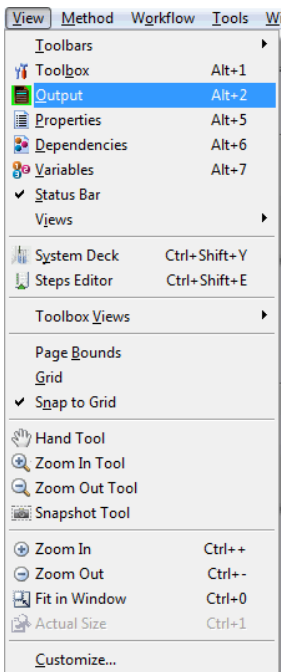 View Method Workflow Tools
Toolbars
Toolbox Alt+1
Output Alt+2
Properties Alt+5
Dependencies Alt+6
Variables Alt+7
Status Bar
Views
System Deck Ctrl+Shift+Y
Steps Editor Ctrl+Shift+E
Toolbox Views
Page Bounds
Grid
Snap to Grid
Hand Tool
Zoom In Tool
Zoom Out Tool
Snapshot Tool
Zoom In Ctrl++
Zoom Out Ctrl+-
Fit in Window Ctrl+0
Actual Size Ctrl+1
Customize...